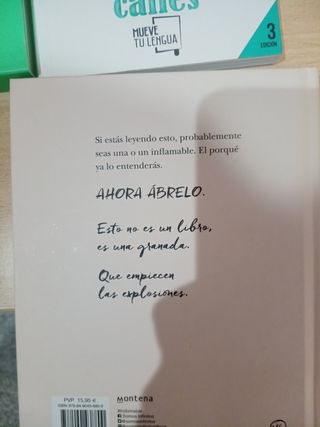 calles
MUEVE
TU LENGUA
3
EDICIÓN
Si estás leyendo esto, probablemente
seas una o un inflamable. El porqué
ya lo entenderás.
AHORA ÁBRELO.
Esto no es un libro,
es una granada.
Que empiecen
las explosiones.
PVP 15,95 €
montena